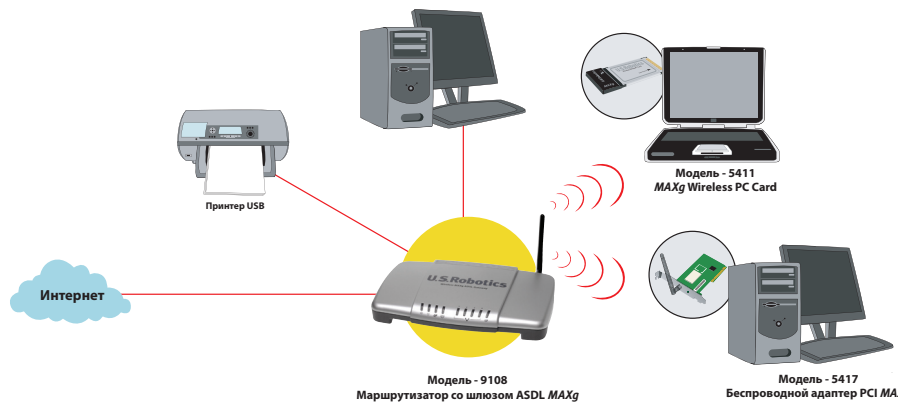 Модель - 5411
MAXg Wireless PC Card
Принтер USB
Интернет
U.S.Robotics
Модель - 9108
Маршрутизатор со шлюзом ASDL MAXg
Модель - 5417
Беспроводной адаптер PCI MA